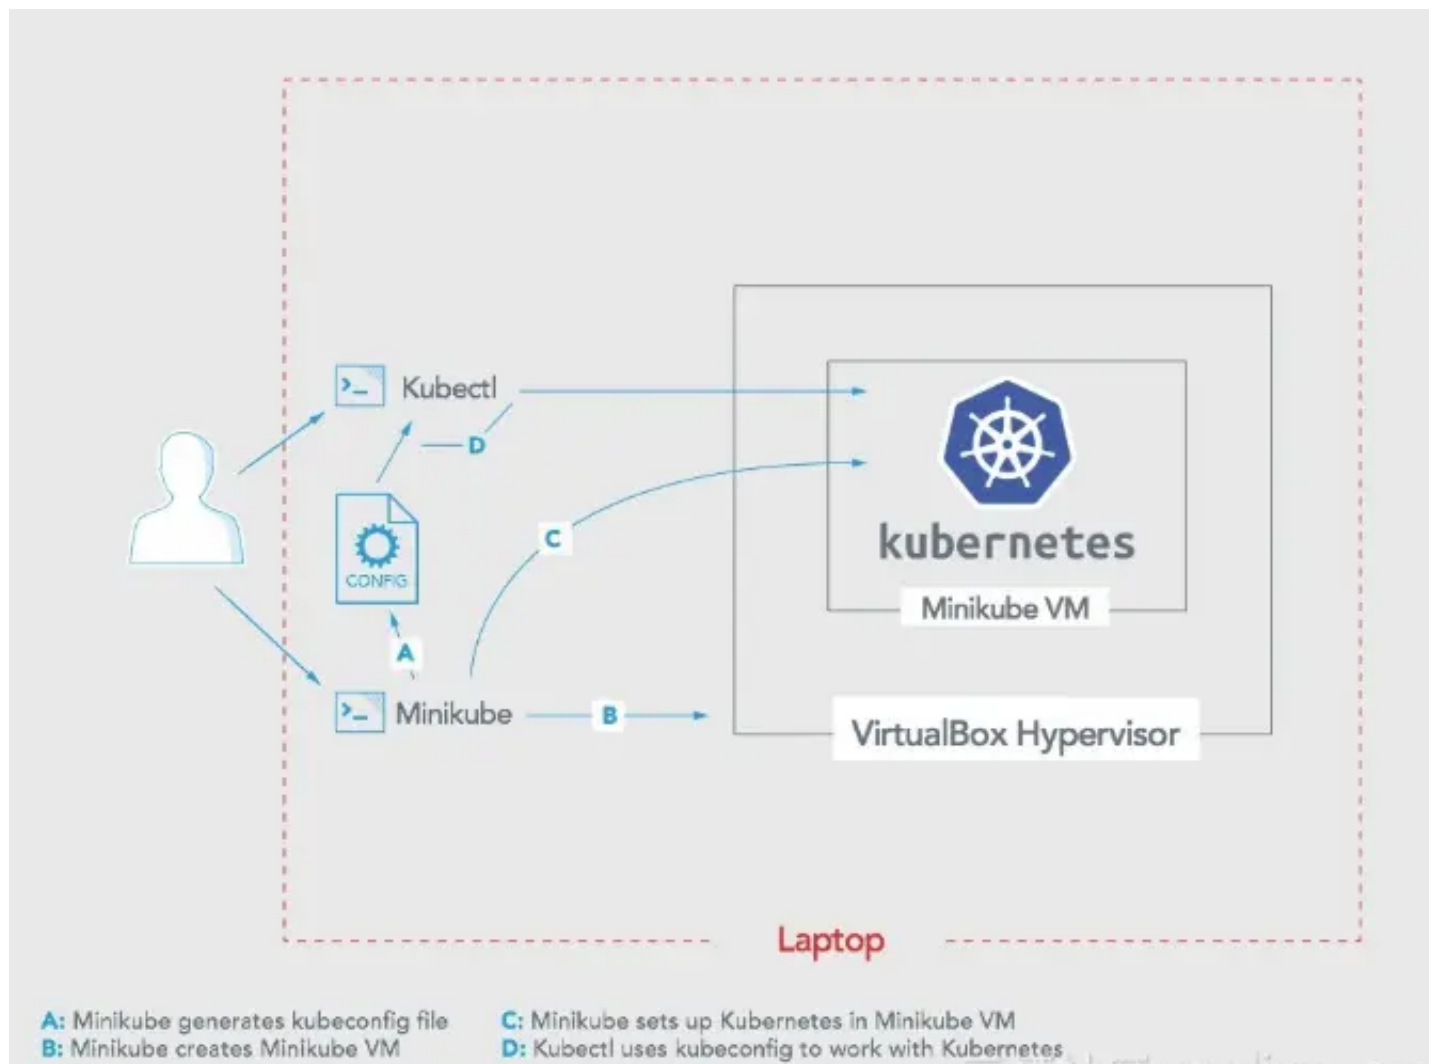 Kubectl
D
C
CONFIG
kubernetes
Minikube VM
A
Minikube
B
VirtualBox Hypervisor
Laptop
A: Minikube generates kubeconfig file
C: Minikube sets up Kubernetes in Minikube VM
B: Minikube creates Minikube VM
D: Kubectl uses kubeconfig to work with Kubernetes